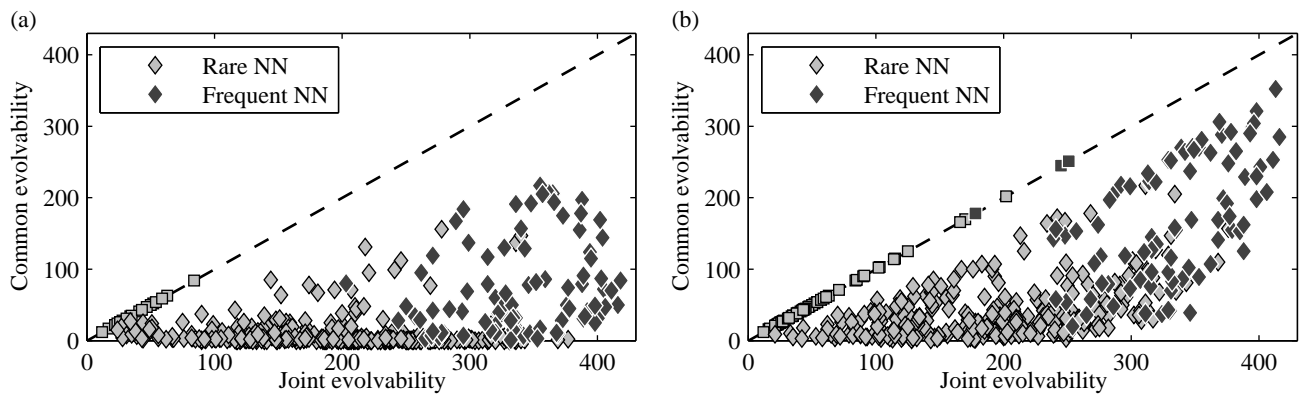 (a)
400
300
200
100
0
Common evolvability
Rare NN
Frequent NN
0 100 200 300 400
Joint evolvability
(b)
400
300
200
100
0
Common evolvability
Rare NN
Frequent NN
0 100 200 300 400
Joint evolvability